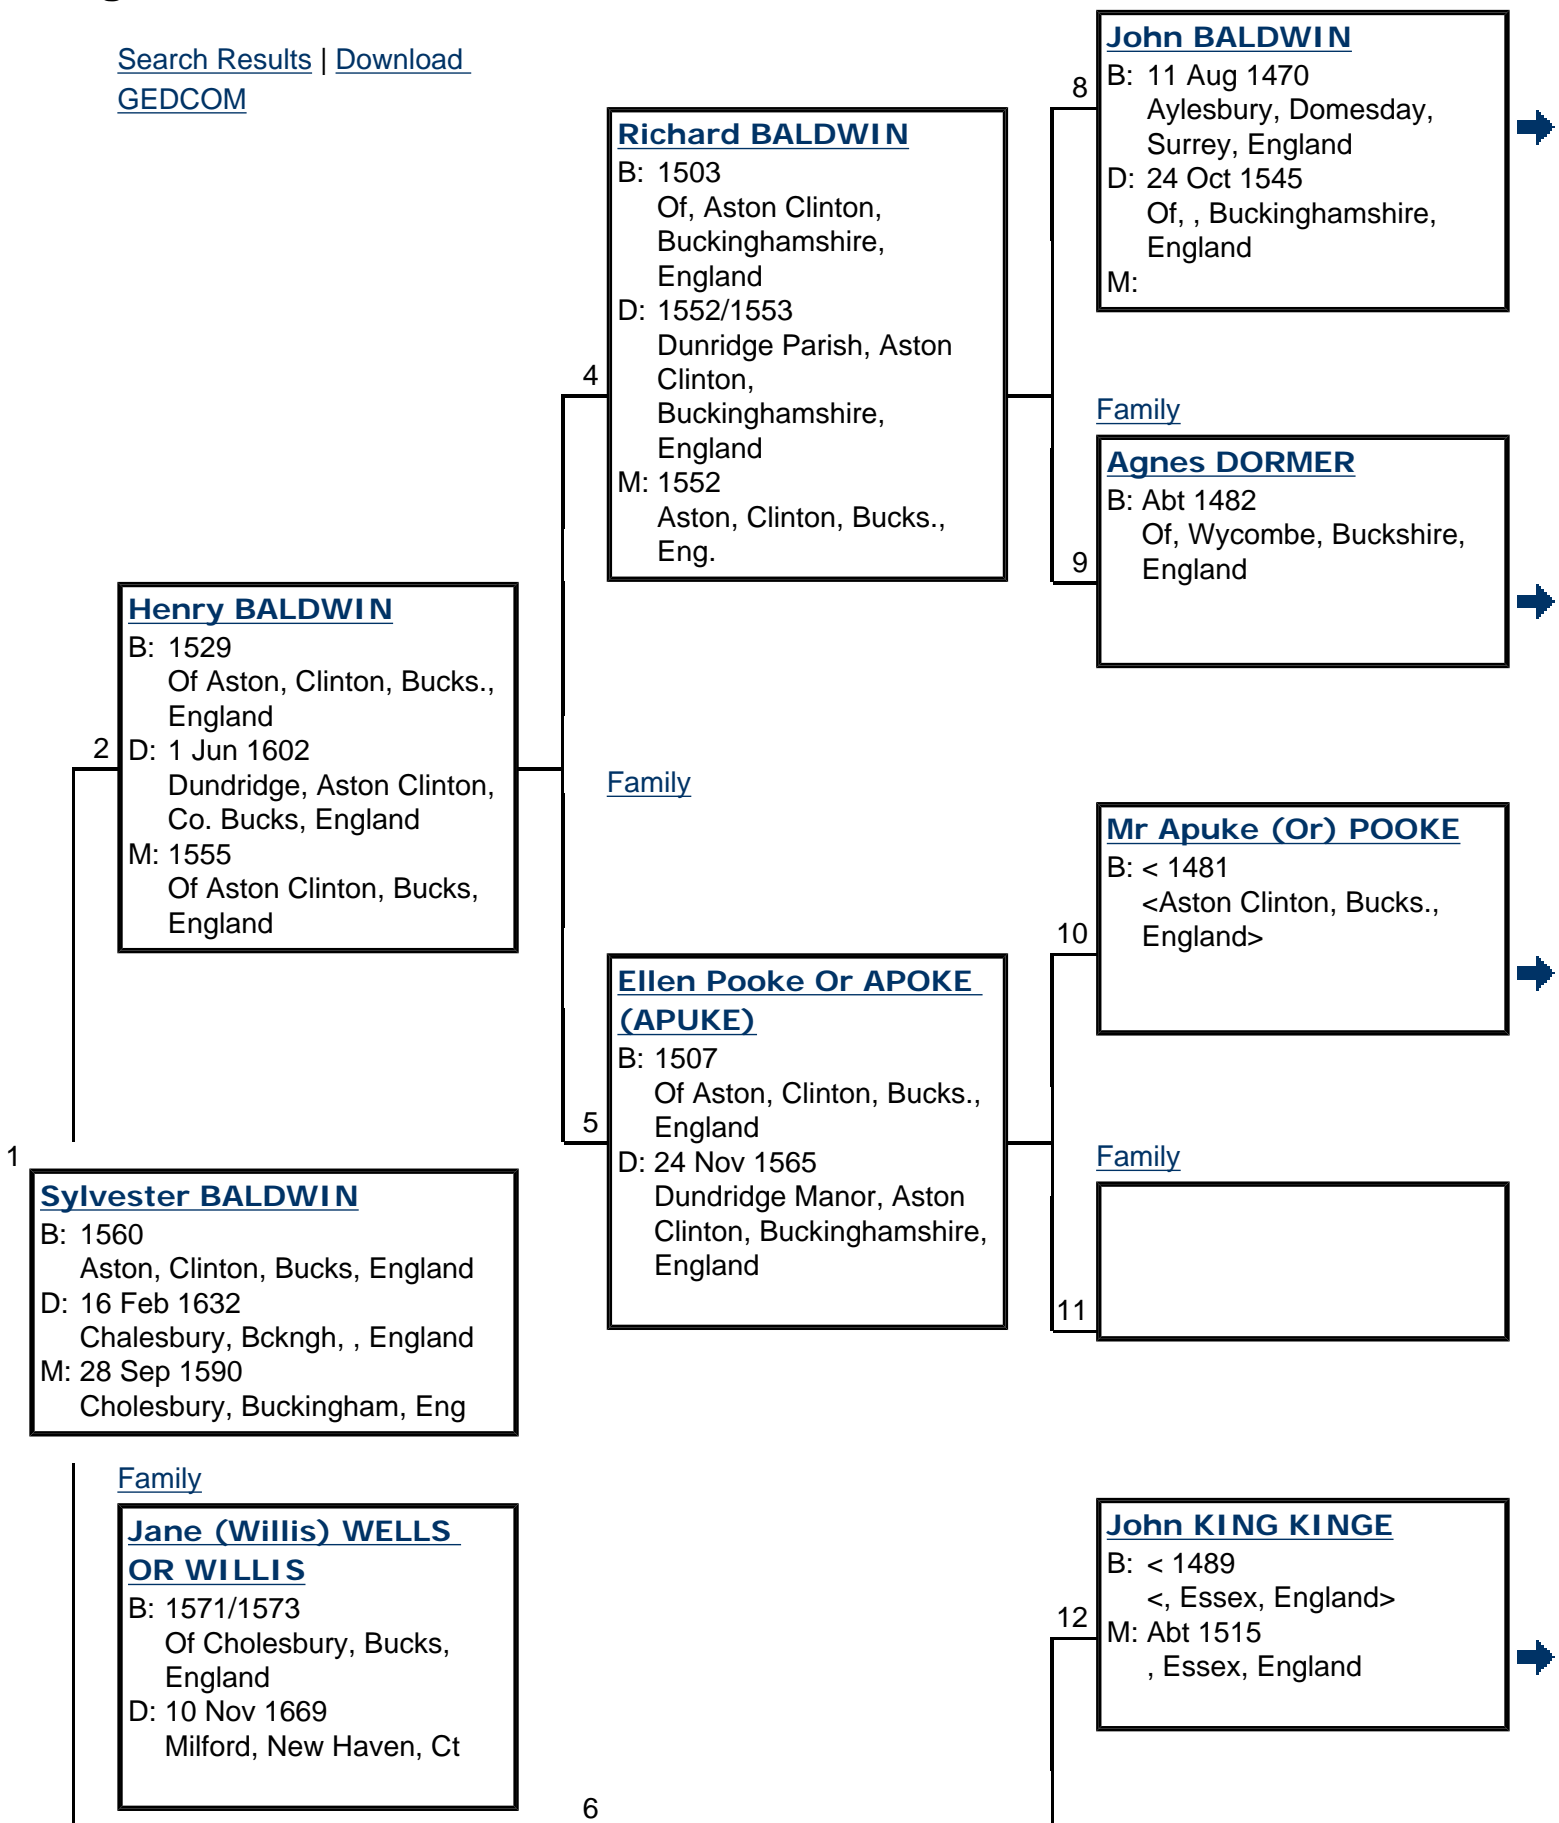 Search Results | Download
GEDCOM
8
John BALDWIN
B: 11 Aug 1470
Aylesbury, Domesday,
Surrey, England
D: 24 Oct 1545
Of, , Buckinghamshire,
England
M:
4
Richard BALDWIN
B: 1503
Of, Aston Clinton,
Buckinghamshire,
England
D: 1552/1553
Dunridge Parish, Aston
Clinton,
Buckinghamshire,
England
M: 1552
Aston, Clinton, Bucks.,
Eng.
Family
9
Agnes DORMER
B: Abt 1482
Of, Wycombe, Buckshire,
England
2
Henry BALDWIN
B: 1529
Of Aston, Clinton, Bucks.,
England
D: 1 Jun 1602
Dundridge, Aston Clinton,
Co. Bucks, England
M: 1555
Of Aston Clinton, Bucks,
England
Family
10
Mr Apuke (Or) POOKE
B: < 1481
<Aston Clinton, Bucks.,
England>
5
Ellen Pooke Or APOKE
(APUKE)
B: 1507
Of Aston, Clinton, Bucks.,
England
D: 24 Nov 1565
Dundridge Manor, Aston
Clinton, Buckinghamshire,
England
Family
11
1
Sylvester BALDWIN
B: 1560
Aston, Clinton, Bucks, England
D: 16 Feb 1632
Chalesbury, Bckngh, , England
M: 28 Sep 1590
Cholesbury, Buckingham, Eng
Family
Jane (Willis) WELLS
OR WILLIS
B: 1571/1573
Of Cholesbury, Bucks,
England
D: 10 Nov 1669
Milford, New Haven, Ct
12
John KING KINGE
B: < 1489
<, Essex, England>
M: Abt 1515
, Essex, England
6